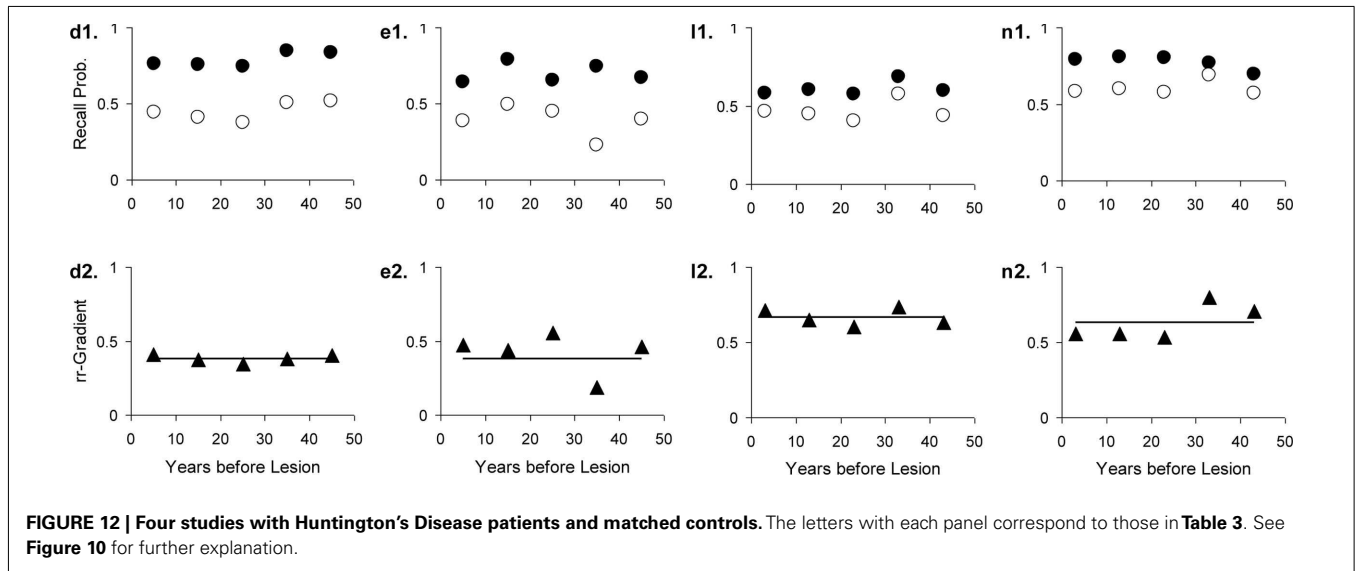 d1. e1. l1. n1.
1 1 1 1
Recall Prob.
0.5 0.5 0.5 0.5
0 0 0 0
0 10 20 30 40 50 0 10 20 30 40 50 0 10 20 30 40 50 0 10 20 30 40 50
d2. e2. l2. n2.
1 1 1 1
rr-Gradient
0.5 0.5 0.5 0.5
0 0 0 0
0 10 20 30 40 50 0 10 20 30 40 50 0 10 20 30 40 50 0 10 20 30 40 50
Years before Lesion Years before Lesion Years before Lesion Years before Lesion
FIGURE 12 | Four studies with Huntington's Disease patients and matched controls. The letters with each panel correspond to those in Table 3. See
Figure 10 for further explanation.